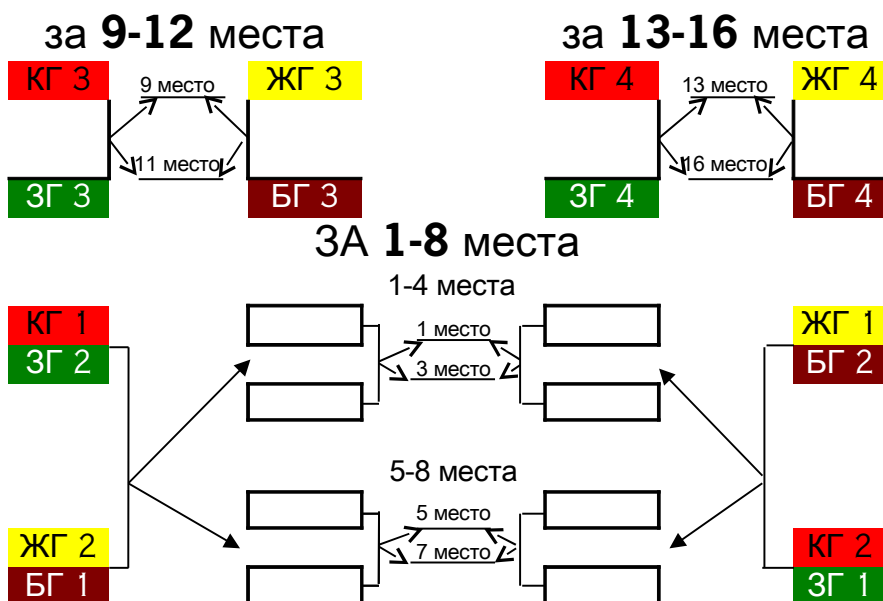 за 9-12 места
за 13-16 места
КГ 3
9 место
ЖГ 3
КГ 4
13 место
ЖГ 4
11 место
16 место
ЗГ 3
БГ 3
ЗГ 4
БГ 4
ЗА 1-8 места
1-4 места
КГ 1
ЗГ 2
1 место
3 место
ЖГ 1
БГ 2
5-8 места
5 место
7 место
ЖГ 2
БГ 1
КГ 2
ЗГ 1